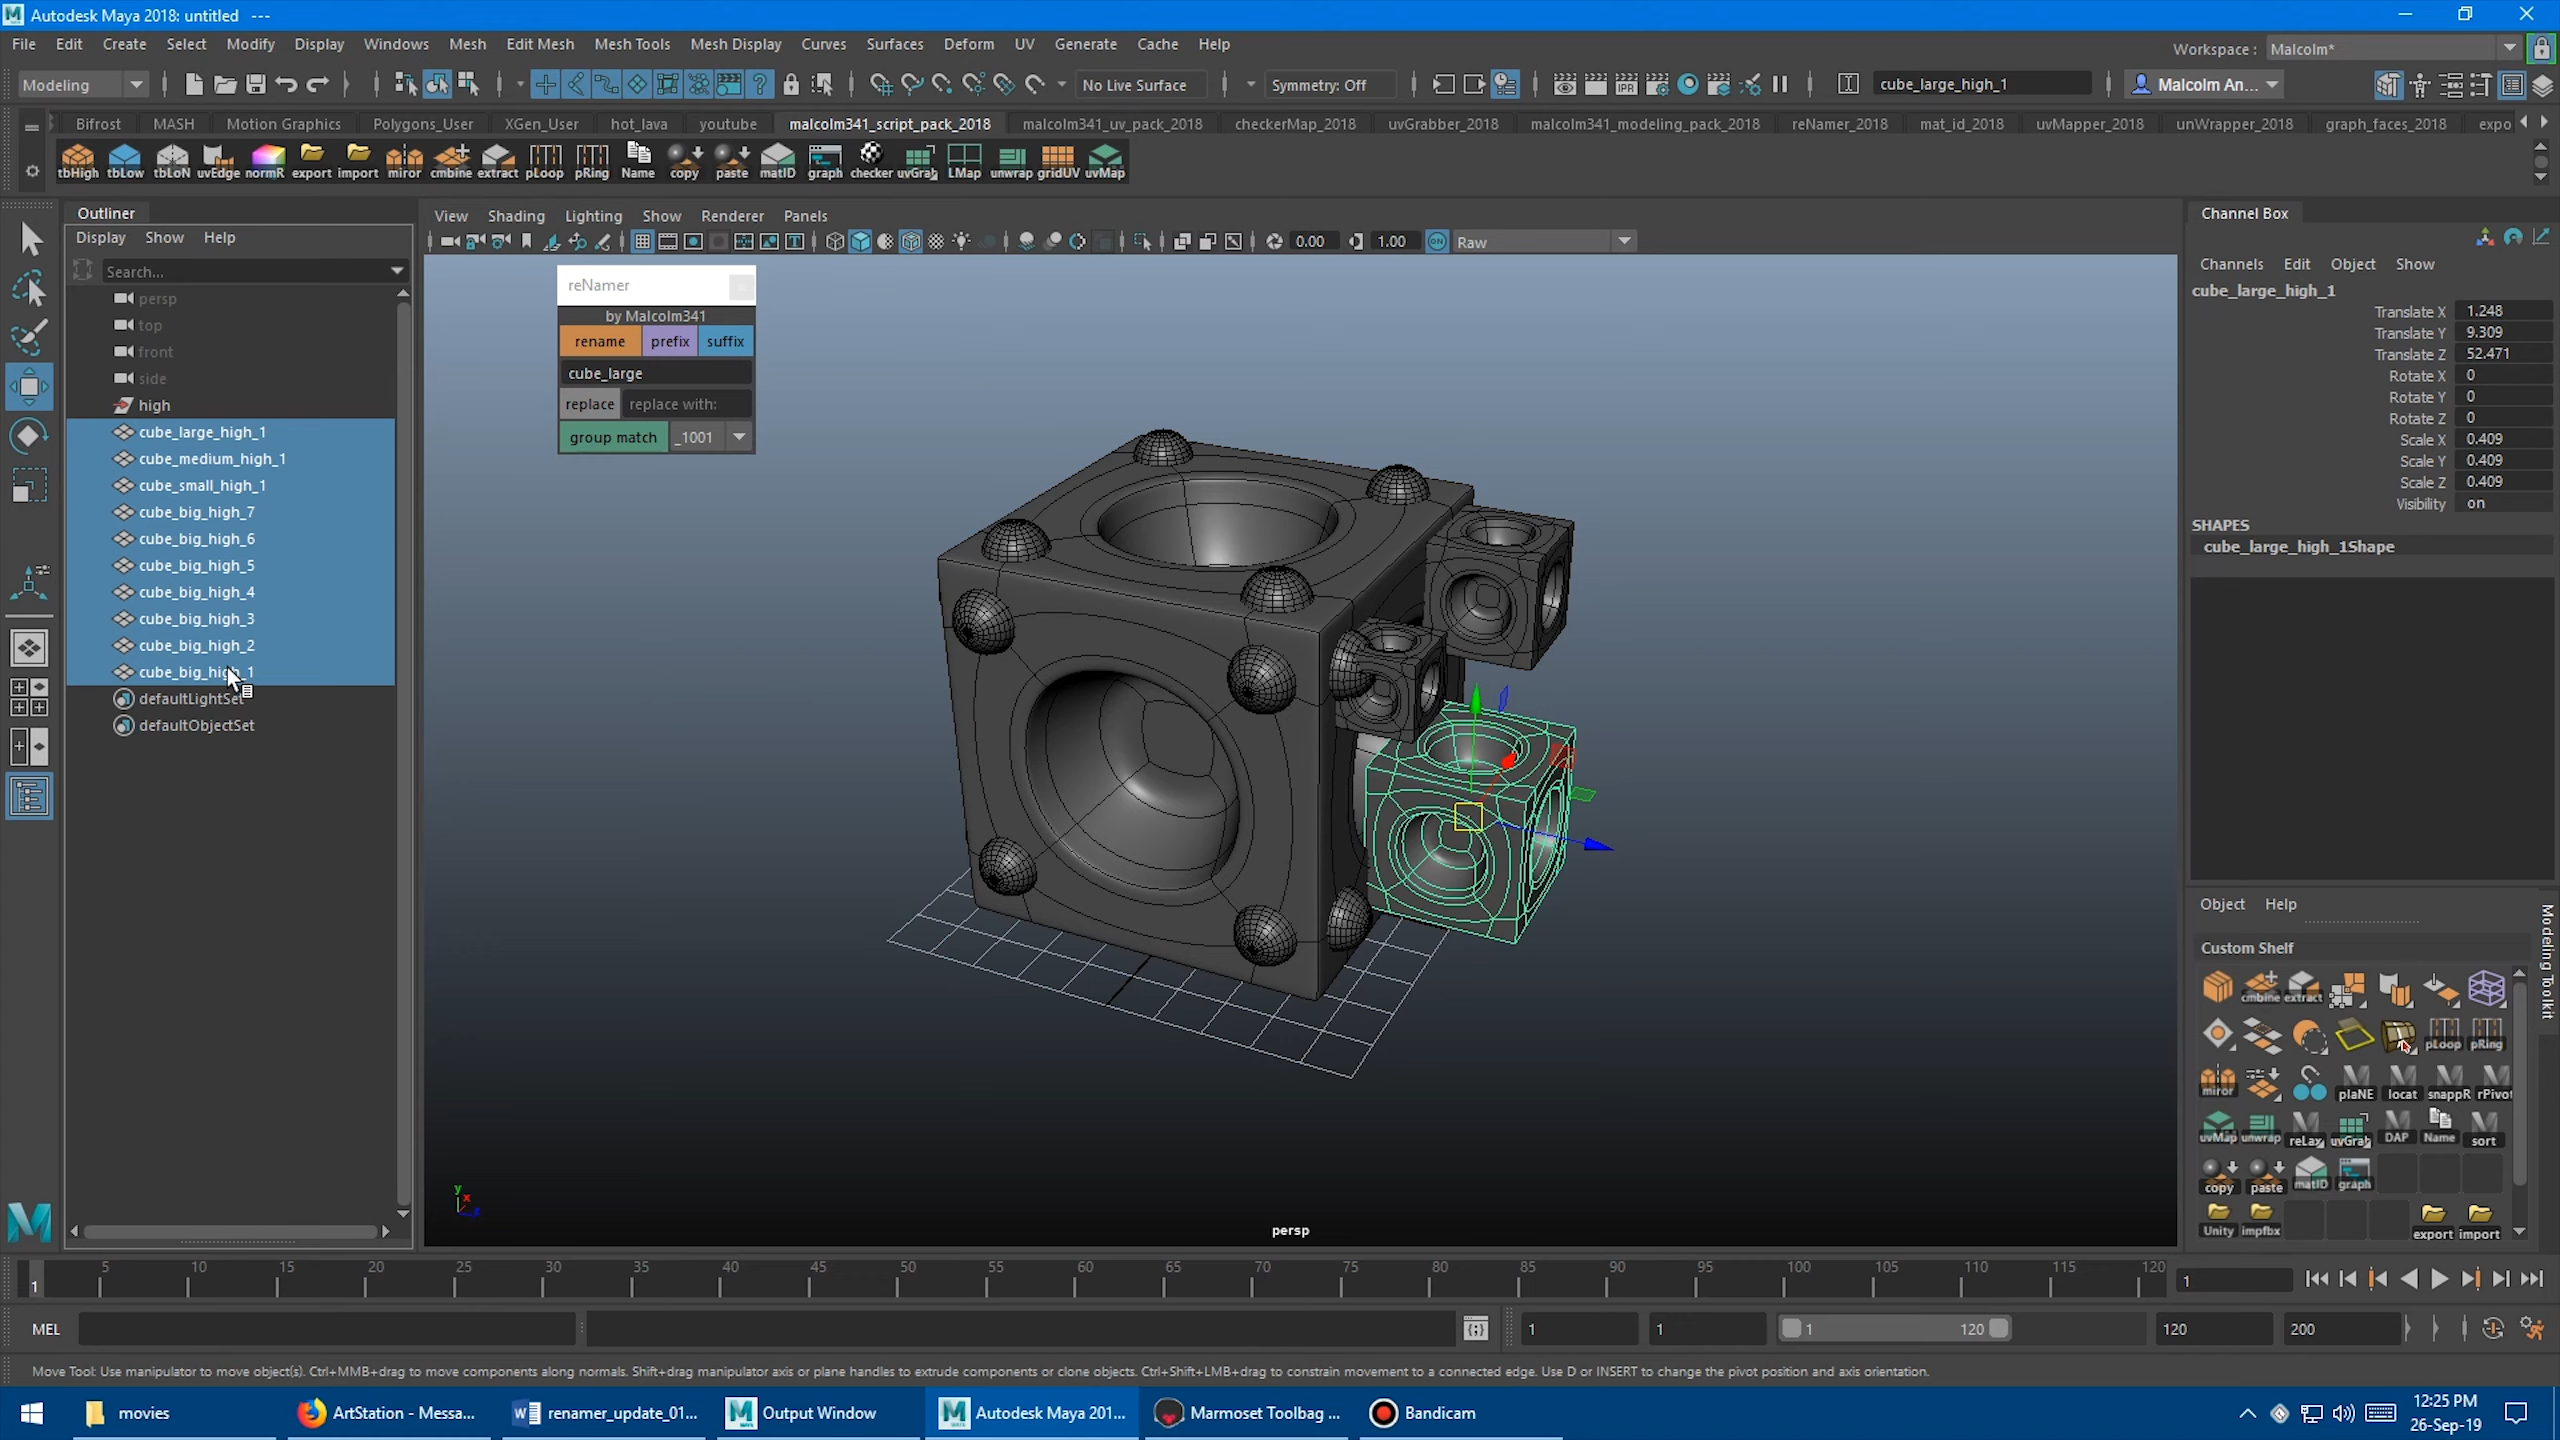 Autodesk Maya 2018: untitled   ---
File Edit Create Select Modify Display Windows Mesh Edit Mesh Mesh Tools Mesh Display Curves Surfaces Deform UV Generate Cache Help
Workspace : Malcolm*
Modeling No Live Surface Symmetry: Off IPR cube_large_high_1 Malcolm An...
Bifrost MASH Motion Graphics Polygons_User XGen_User hot_lava youtube malcolm341_script_pack_2018 malcolm341_uv_pack_2018 checkerMap_2018 uvGrabber_2018 malcolm341_modeling_pack_2018 reNamer_2018 mat_id_2018 uvMapper_2018 unWrapper_2018 graph_faces_2018 expo
tbHigh tbLow tbLoN uvEdge normR export import miror cmbine extract pLoop pRing Name copy paste matID graph checker uvGrab LMap unwrap gridUV uvMap
Outliner
Display Show Help
Search...
persp
top
front
side
high
cube_large_high_1
cube_medium_high_1
cube_small_high_1
cube_big_high_7
cube_big_high_6
cube_big_high_5
cube_big_high_4
cube_big_high_3
cube_big_high_2
cube_big_high_1
defaultLightSet
defaultObjectSet
View Shading Lighting Show Renderer Panels
0.00 1.00 ON Raw
reNamer
by Malcolm341
rename prefix suffix
cube_large
replace replace with:
group match _1001
y
x
z
persp
Channel Box
Channels Edit Object Show
cube_large_high_1
Translate X 1.248
Translate Y 9.309
Translate Z 52.471
Rotate X 0
Rotate Y 0
Rotate Z 0
Scale X 0.409
Scale Y 0.409
Scale Z 0.409
Visibility on
SHAPES
cube_large_high_1Shape
Object Help
Modeling Toolkit
Custom Shelf
cmbine extract
pLoop pRing
miror plaNE locat snappR rPivot
uvMap unwrap reLax uvGrab DAP Name sort
copy paste matID graph
Unity impfbx export import
1 5 10 15 20 25 30 35 40 45 50 55 60 65 70 75 80 85 90 95 100 105 110 115 120 1
MEL 1 1 1 120 120 200
Move Tool: Use manipulator to move object(s). Ctrl+MMB+drag to move components along normals. Shift+drag manipulator axis or plane handles to extrude components or clone objects. Ctrl+Shift+LMB+drag to constrain movement to a connected edge. Use D or INSERT to change the pivot position and axis orientation.
movies ArtStation - Messa... renamer_update_01... Output Window Autodesk Maya 201... Marmoset Toolbag ... Bandicam
12:25 PM
26-Sep-19